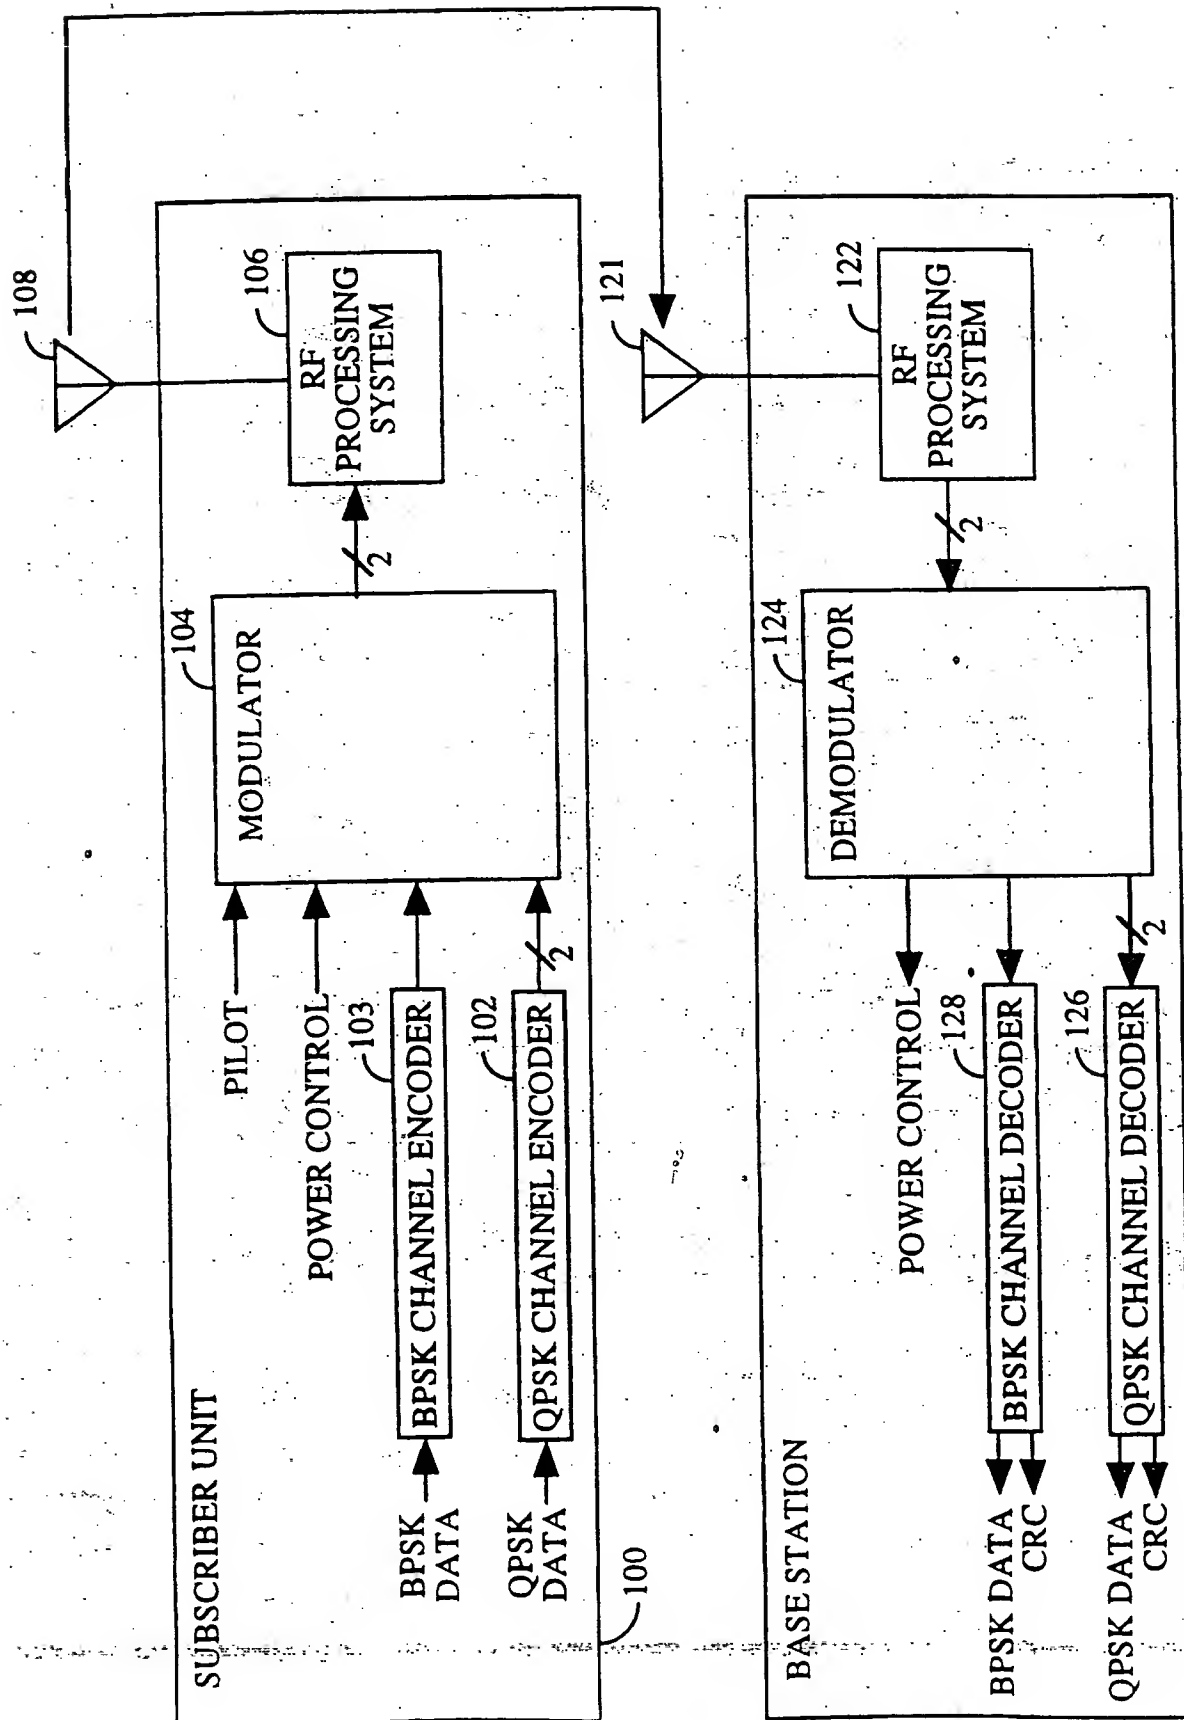 SUBSCRIBER UNIT
100
BPSK
DATA
QPSK
DATA
BPSK CHANNEL ENCODER
103
QPSK CHANNEL ENCODER
102
PILOT
POWER CONTROL
2
MODULATOR
104
2
RF
PROCESSING
SYSTEM
106
108
BASE STATION
121
RF
PROCESSING
SYSTEM
122
2
DEMODULATOR
124
POWER CONTROL
2
BPSK CHANNEL DECODER
128
QPSK CHANNEL DECODER
126
BPSK DATA
CRC
QPSK DATA
CRC